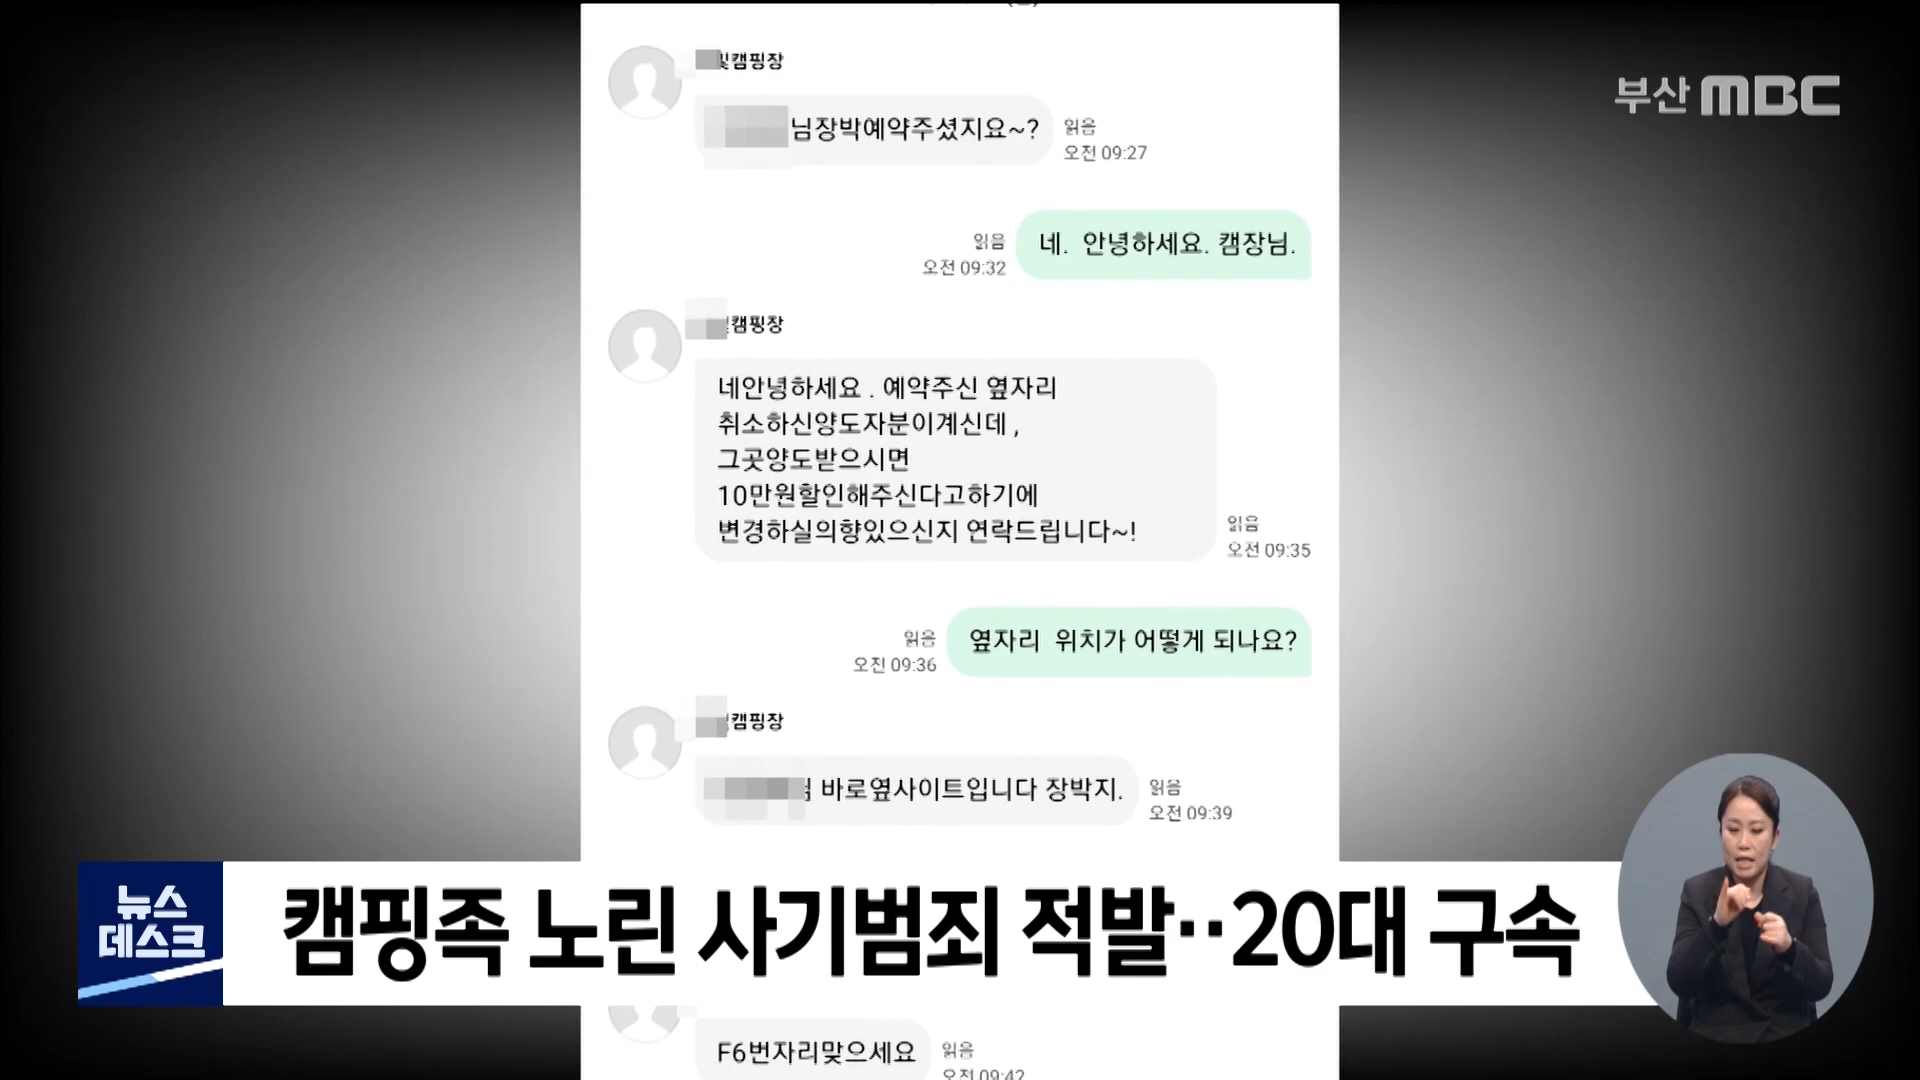 부산 MBC
캠핑장
님장박예약주셨지요~?
읽음
오전 09:27
네. 안녕하세요. 캠장님.
읽음
오전 09:32
캠핑장
네안녕하세요 . 예약주신 옆자리
취소하신양도자분이계신데 ,
그곳양도받으시면
10만원할인해주신다고하기에
변경하실의향있으신지 연락드립니다~!
읽음
오전 09:35
옆자리 위치가 어떻게 되나요?
읽음
오전 09:36
캠핑장
바로옆사이트입니다 장박지.
읽음
오전 09:39
뉴스
데스크
캠핑족 노린 사기범죄 적발··20대 구속
F6번자리맞으세요
읽음
오전 09:42